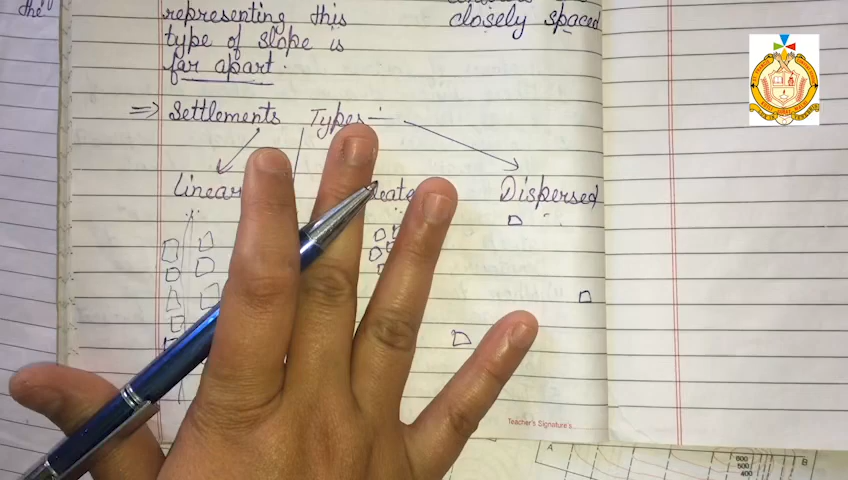 the
representing this
type of slope is
far apart.
closely spaced
=> Settlements Types :-
Linear
Dispersed
Teacher's Signature's
A
600
500
400
B